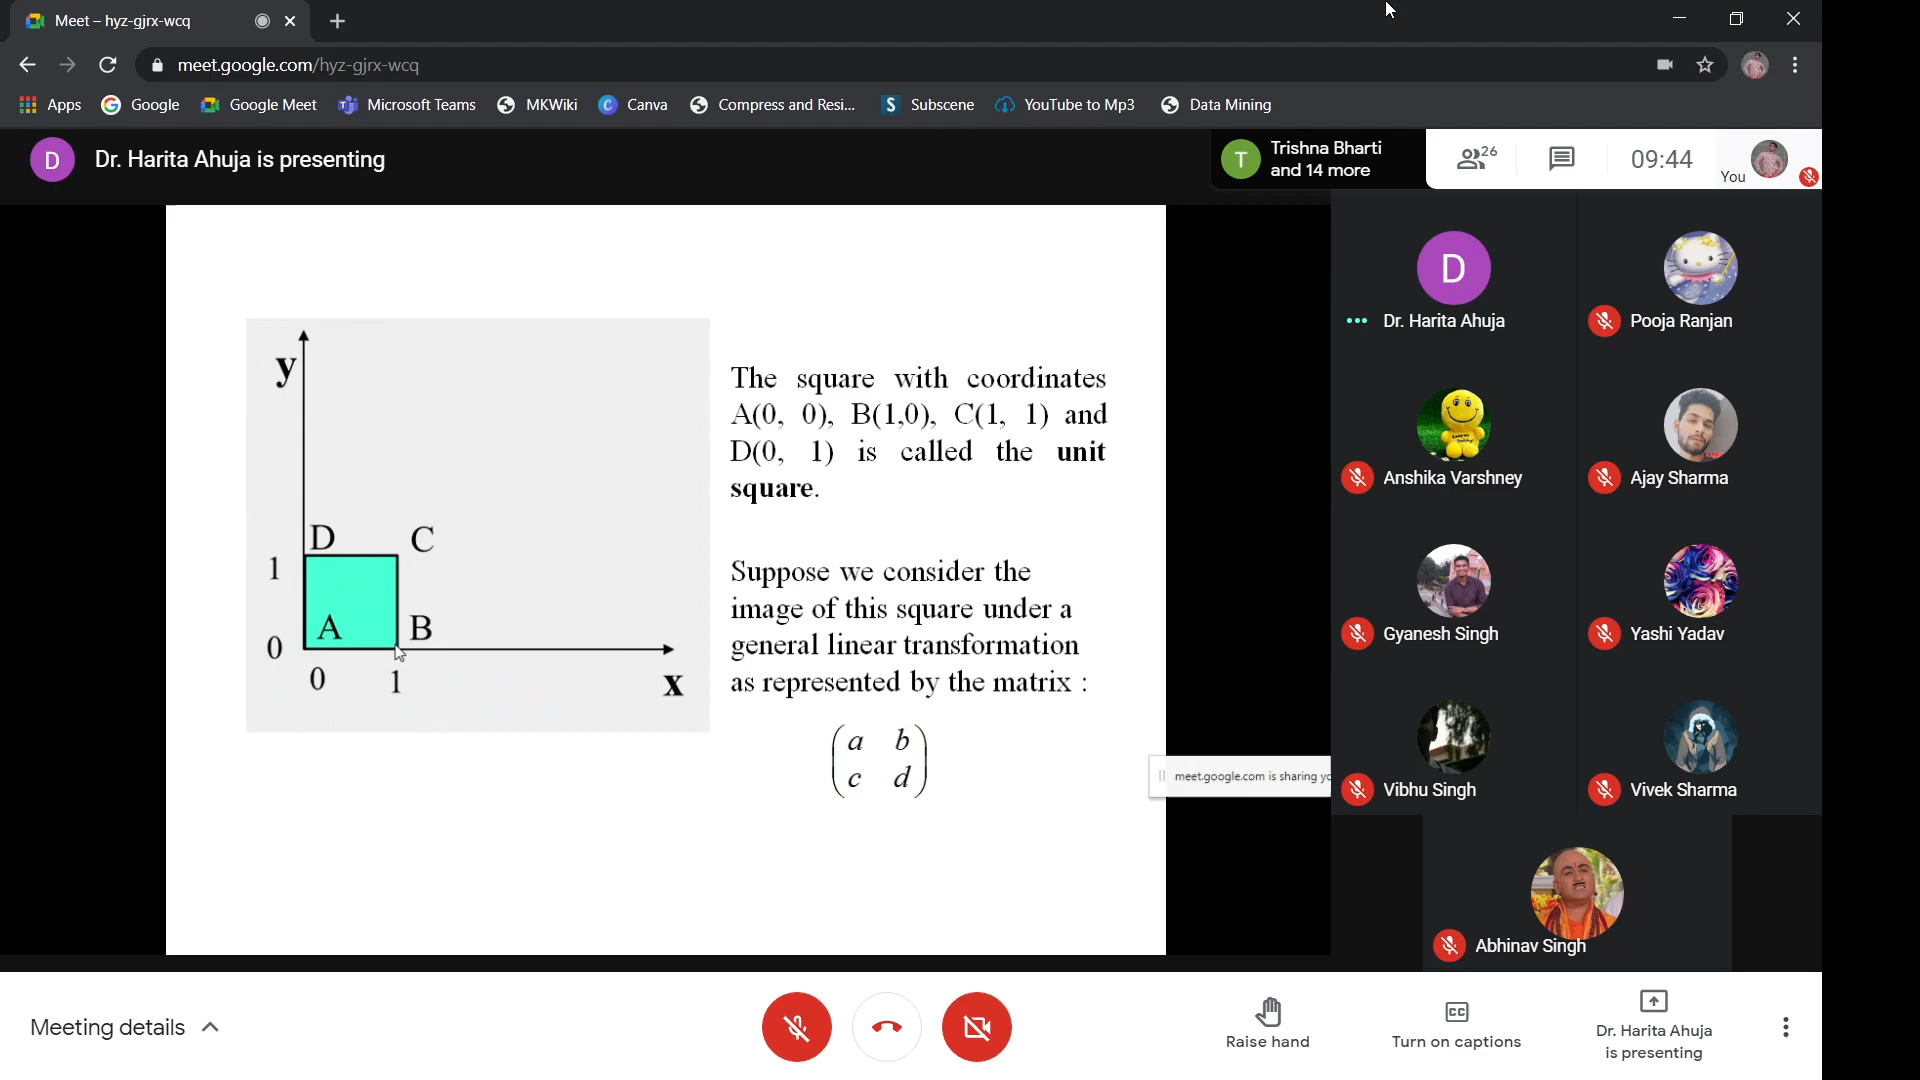 Meet – hyz-gjrx-wcq
meet.google.com/hyz-gjrx-wcq
Apps Google Google Meet Microsoft Teams MKWiki Canva Compress and Resi... Subscene YouTube to Mp3 Data Mining
D Dr. Harita Ahuja is presenting
T Trishna Bharti
and 14 more
26
09:44
You
y
D C
1
A B
0
0 1
x
The square with coordinates
A(0, 0), B(1,0), C(1, 1) and
D(0, 1) is called the unit
square.
Suppose we consider the
image of this square under a
general linear transformation
as represented by the matrix :
a b
c d
meet.google.com is sharing yo
D
Dr. Harita Ahuja
Pooja Ranjan
Anshika Varshney
Ajay Sharma
Gyanesh Singh
Yashi Yadav
Vibhu Singh
Vivek Sharma
Abhinav Singh
Meeting details
Raise hand
CC
Turn on captions
Dr. Harita Ahuja
is presenting